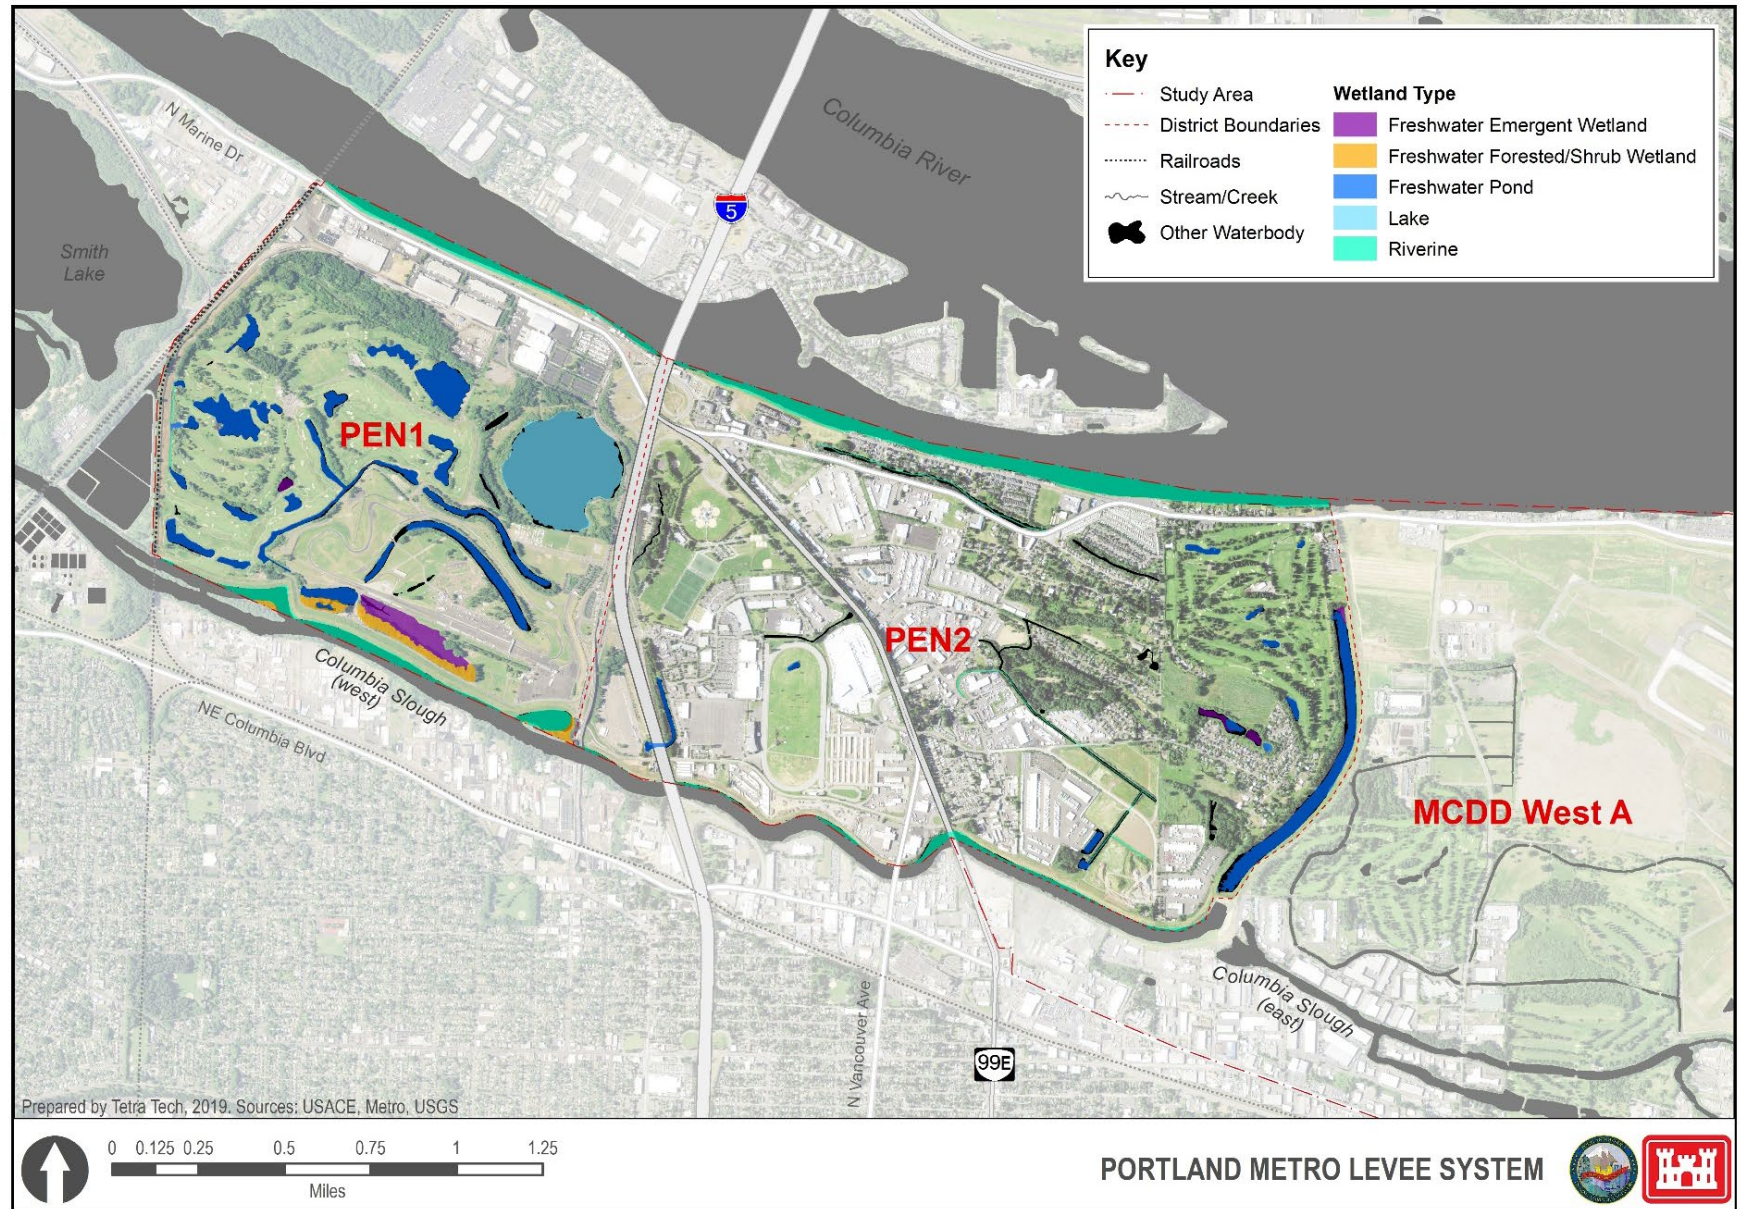 Key
Study Area
District Boundaries
Railroads
Stream/Creek
Other Waterbody
Wetland Type
Freshwater Emergent Wetland
Freshwater Forested/Shrub Wetland
Freshwater Pond
Lake
Riverine
N Marine Dr
Columbia River
5
Smith
Lake
PEN1
PEN2
MCDD West A
Columbia Slough
(west)
NE Columbia Blvd
Columbia Slough
(east)
N Vancouver Ave
99E
Prepared by Tetra Tech, 2019. Sources: USACE, Metro, USGS
0 0.125 0.25 0.5 0.75 1 1.25
Miles
PORTLAND METRO LEVEE SYSTEM